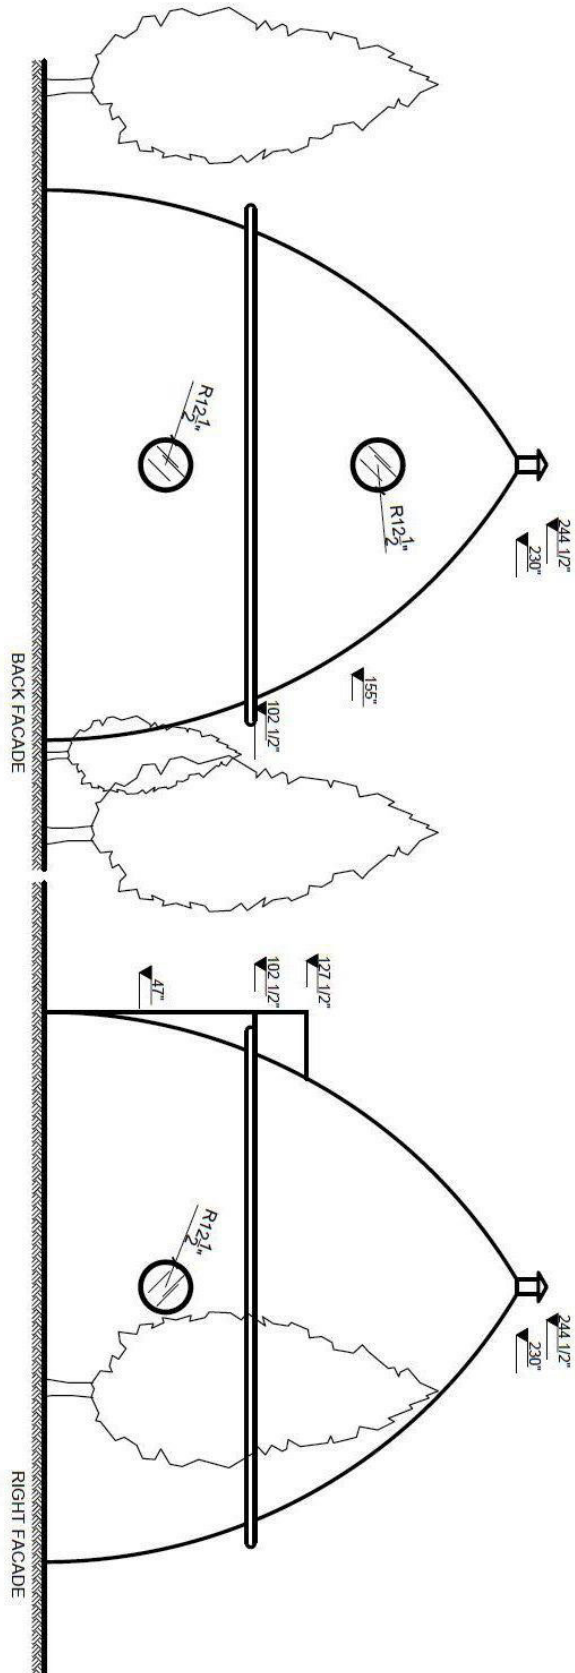 244 1/2"
230"
R12 1/2"
155"
102 1/2"
R12 1/2"
BACK FACADE
244 1/2"
230"
127 1/2"
102 1/2"
47"
R12 1/2"
RIGHT FACADE